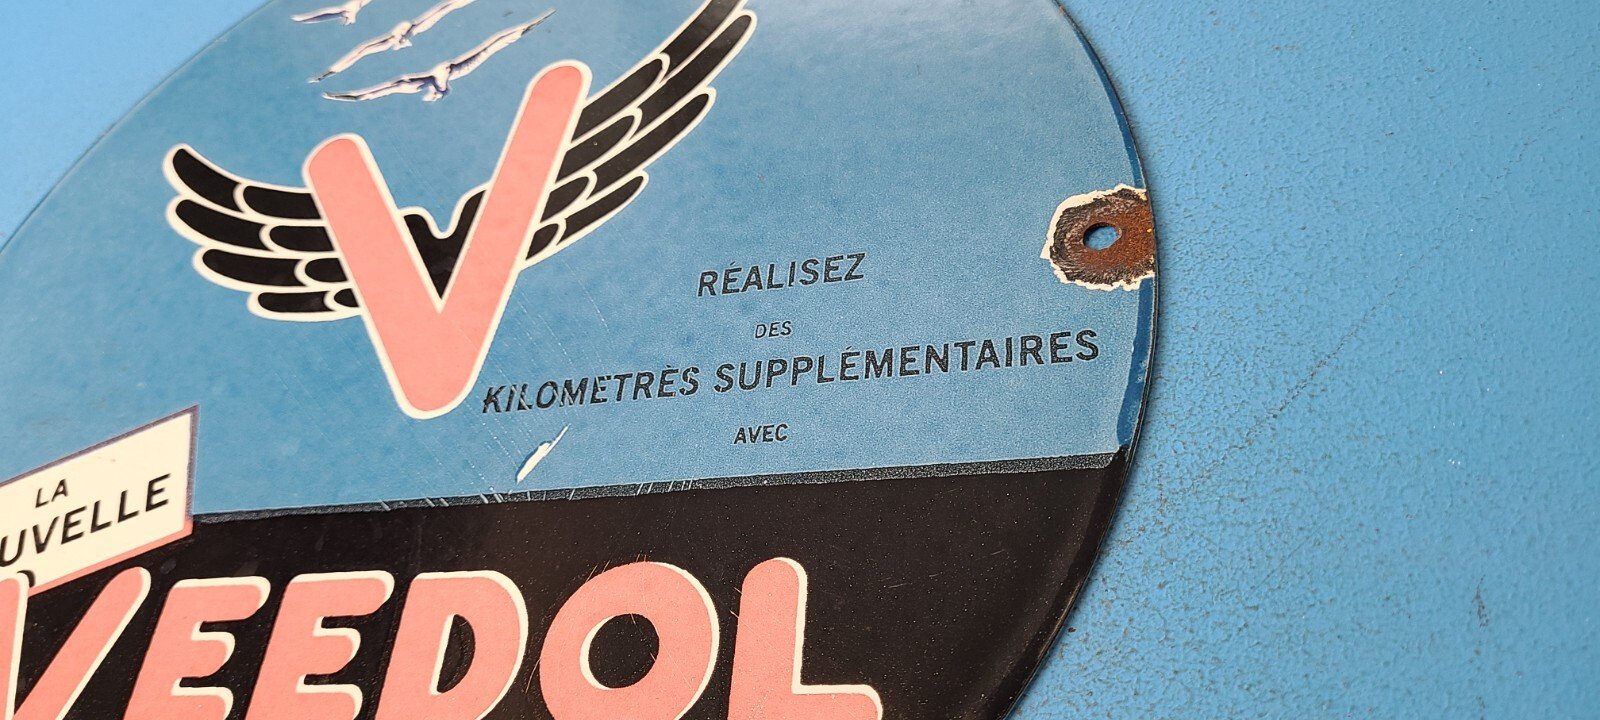 V
RÉALISEZ
DES
KILOMETRÈS SUPPLÉMENTAIRES
AVEC
LA
UVELLE
VEEDOL